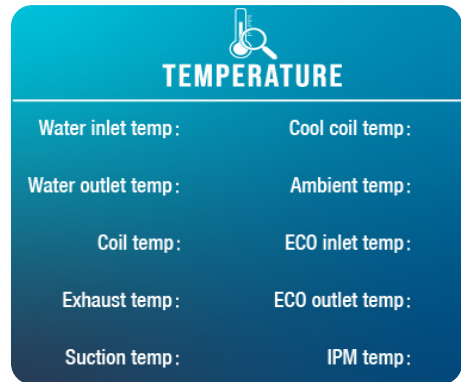 TEMPERATURE
Water inlet temp: Cool coil temp:
Water outlet temp: Ambient temp:
Coil temp: ECO inlet temp:
Exhaust temp: ECO outlet temp:
Suction temp: IPM temp: